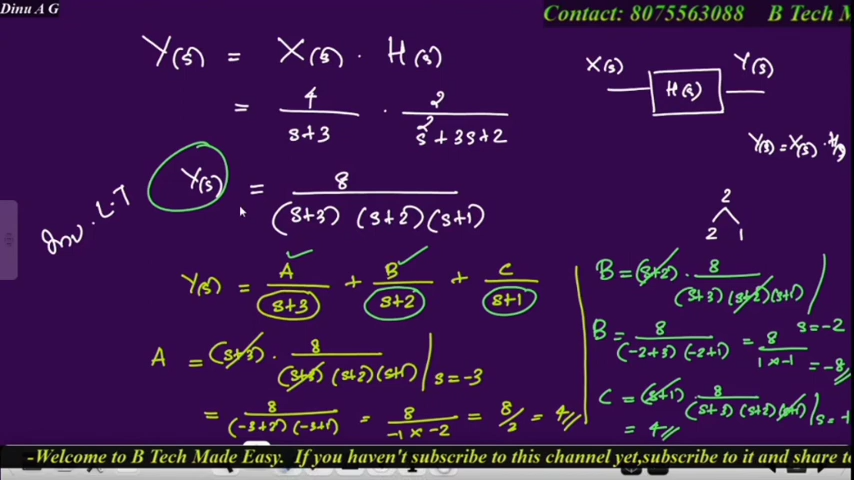 Dinu A G
Contact: 8075563088 B Tech M
Y(s) = X(s) . H(s)
= 4/(s+3) . 2/(s²+3s+2)
X(s) H(s) Y(s)
Y(s)=X(s).H(s)
Inv. L.T
Y(s) = 8/((s+3) (s+2)(s+1))
2
2 1
Y(s) = A/(s+3) + B/(s+2) + C/(s+1)
A = (s+3) . 8/((s+3)(s+2)(s+1)) | s=-3
= 8/((-3+2)(-3+1)) = 8/(-1 x -2) = 8/2 = 4//
B = (s+2) . 8/((s+3)(s+2)(s+1)) | s=-2
B = 8/((-2+3)(-2+1)) = 8/(1 x -1) = -8//
C = (s+1) 8/((s+3)(s+2)(s+1)) | s=-1
= 4//
-Welcome to B Tech Made Easy. If you haven't subscribe to this channel yet,subscribe to it and share to